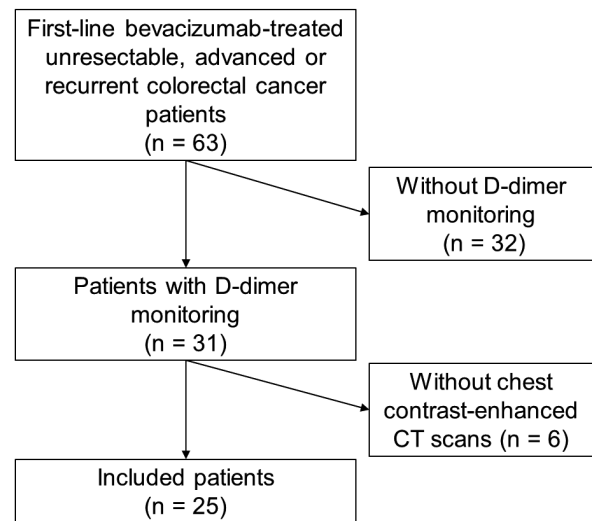 First-line bevacizumab-treated
unresectable, advanced or
recurrent colorectal cancer
patients
(n = 63)
Without D-dimer
monitoring
(n = 32)
Patients with D-dimer
monitoring
(n = 31)
Without chest
contrast-enhanced
CT scans (n = 6)
Included patients
(n = 25)